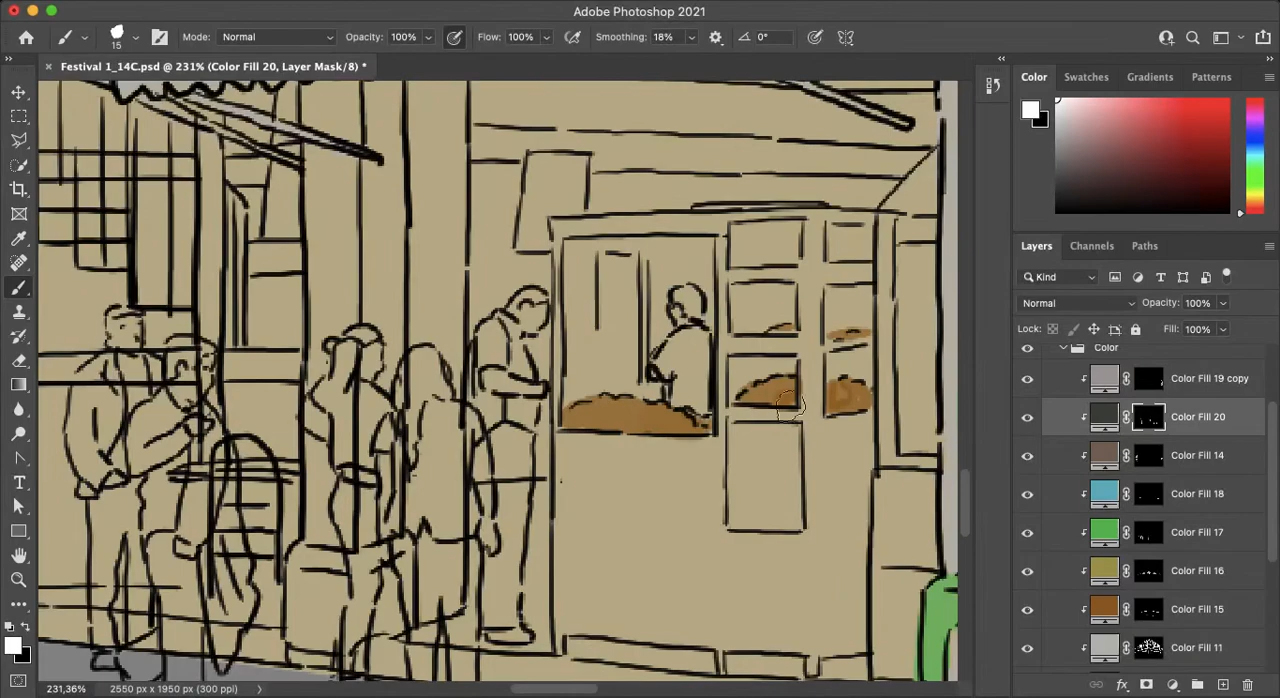 Adobe Photoshop 2021
15 Mode: Normal Opacity: 100% Flow: 100% Smoothing: 18% 0°
Festival 1_14C.psd @ 231% (Color Fill 20, Layer Mask/8) *
Color Swatches Gradients Patterns
Layers Channels Paths
Kind
Normal Opacity: 100%
Lock: Fill: 100%
Color
Color Fill 19 copy
Color Fill 20
Color Fill 14
Color Fill 18
Color Fill 17
Color Fill 16
Color Fill 15
Color Fill 11
231,36% 2550 px x 1950 px (300 ppi)